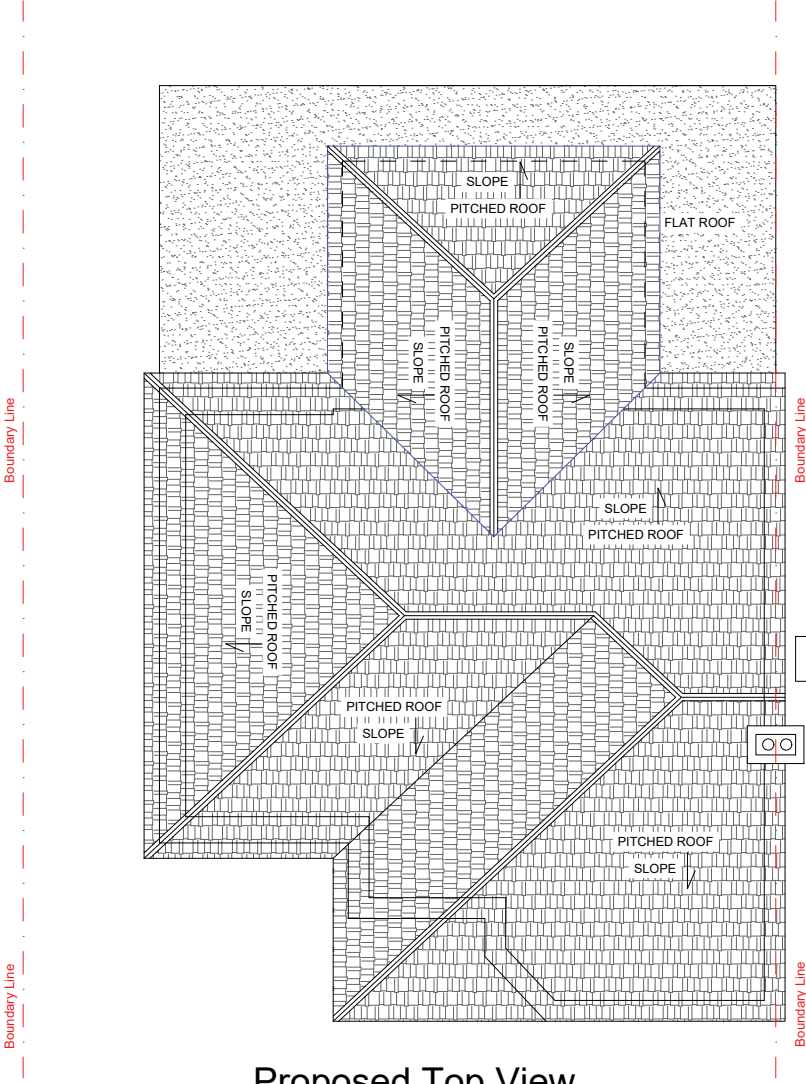 SLOPE
PITCHED ROOF
FLAT ROOF
PITCHED ROOF
SLOPE
SLOPE
PITCHED ROOF
Boundary Line
Boundary Line
SLOPE
PITCHED ROOF
PITCHED ROOF
SLOPE
PITCHED ROOF
SLOPE
PITCHED ROOF
SLOPE
Boundary Line
Boundary Line
Proposed Top View